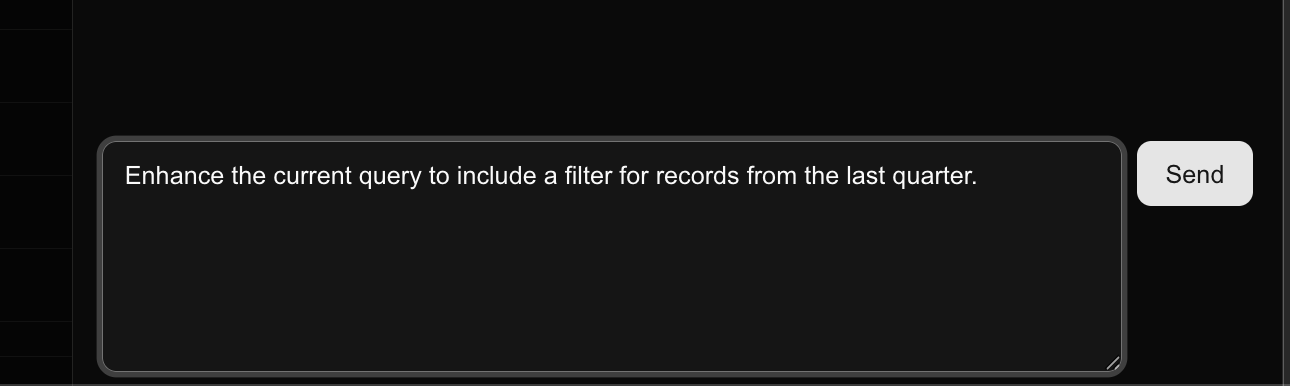 Enhance the current query to include a filter for records from the last quarter.
Send